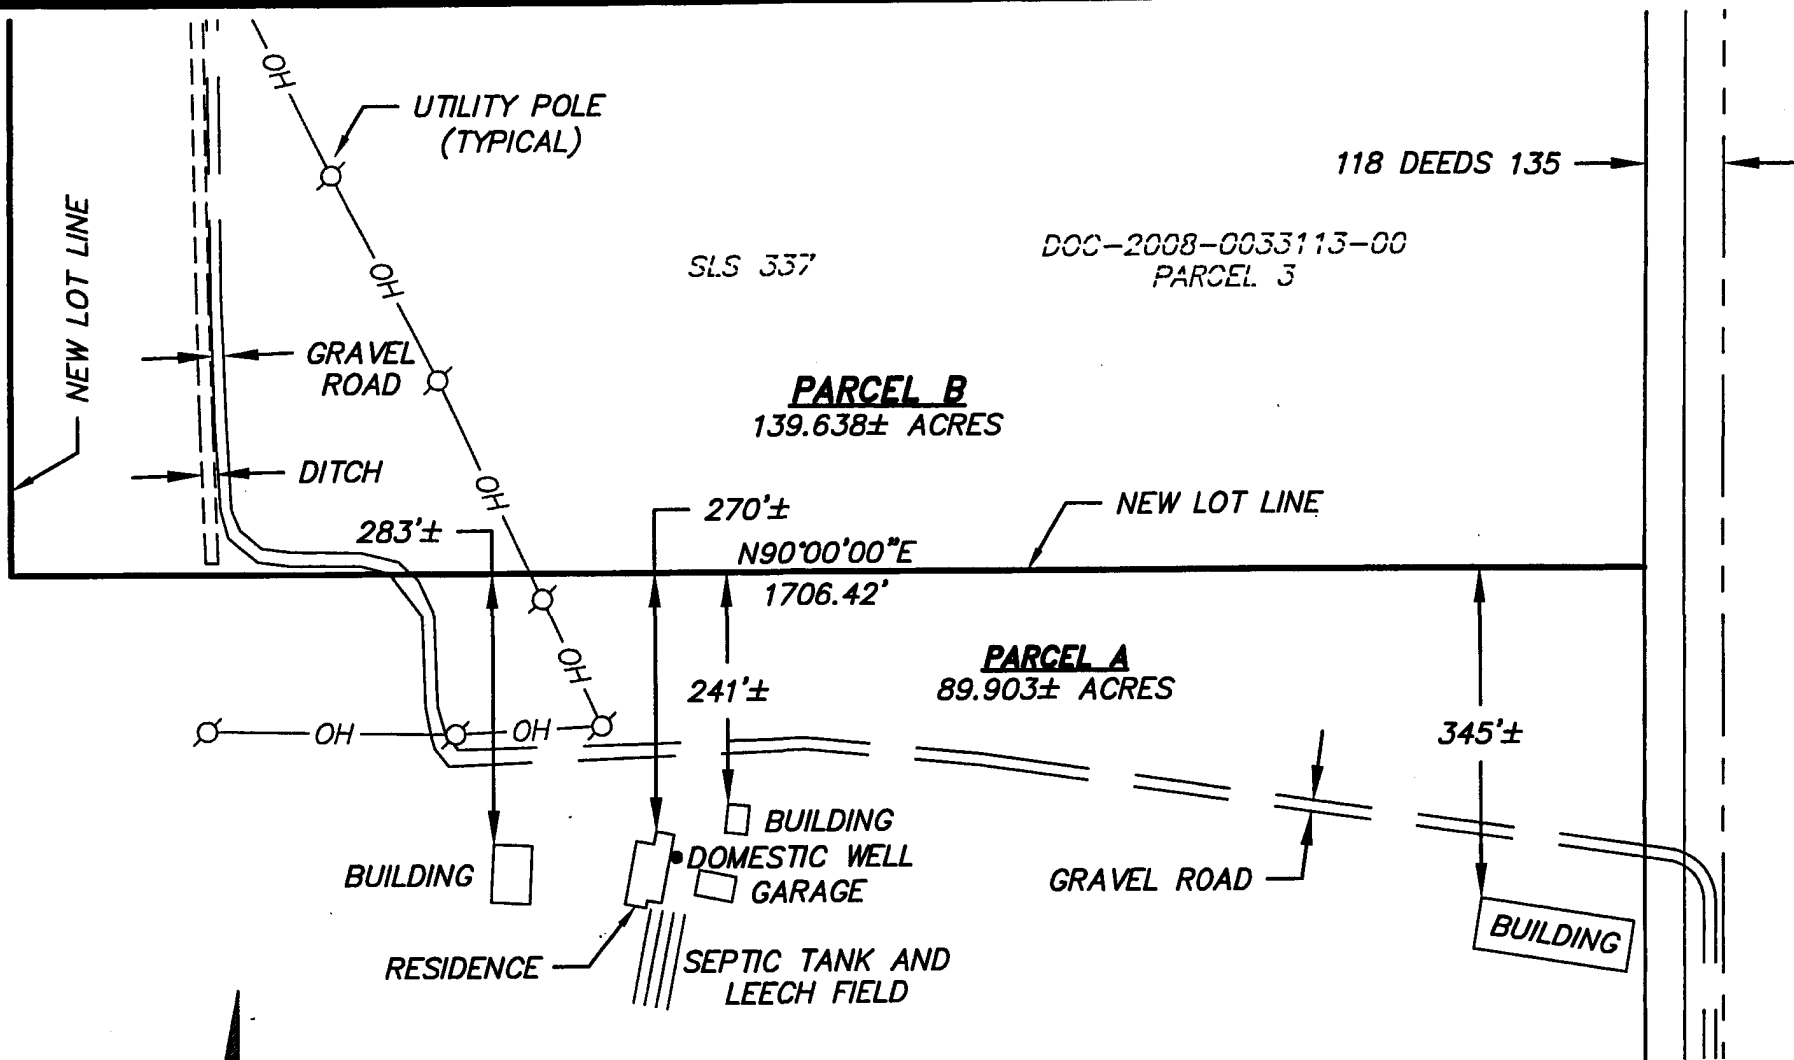 OH
UTILITY POLE
(TYPICAL)
118 DEEDS 135
NEW LOT LINE
SLS 337
DOC-2008-0033113-00
PARCEL 3
OH
GRAVEL
ROAD
PARCEL B
139.638± ACRES
DITCH
OH
270'±
NEW LOT LINE
283'±
N90°00'00"E
1706.42'
OH
PARCEL A
89.903± ACRES
241'±
345'±
OH
OH
BUILDING
DOMESTIC WELL
BUILDING
GARAGE
GRAVEL ROAD
BUILDING
RESIDENCE
SEPTIC TANK AND
LEECH FIELD